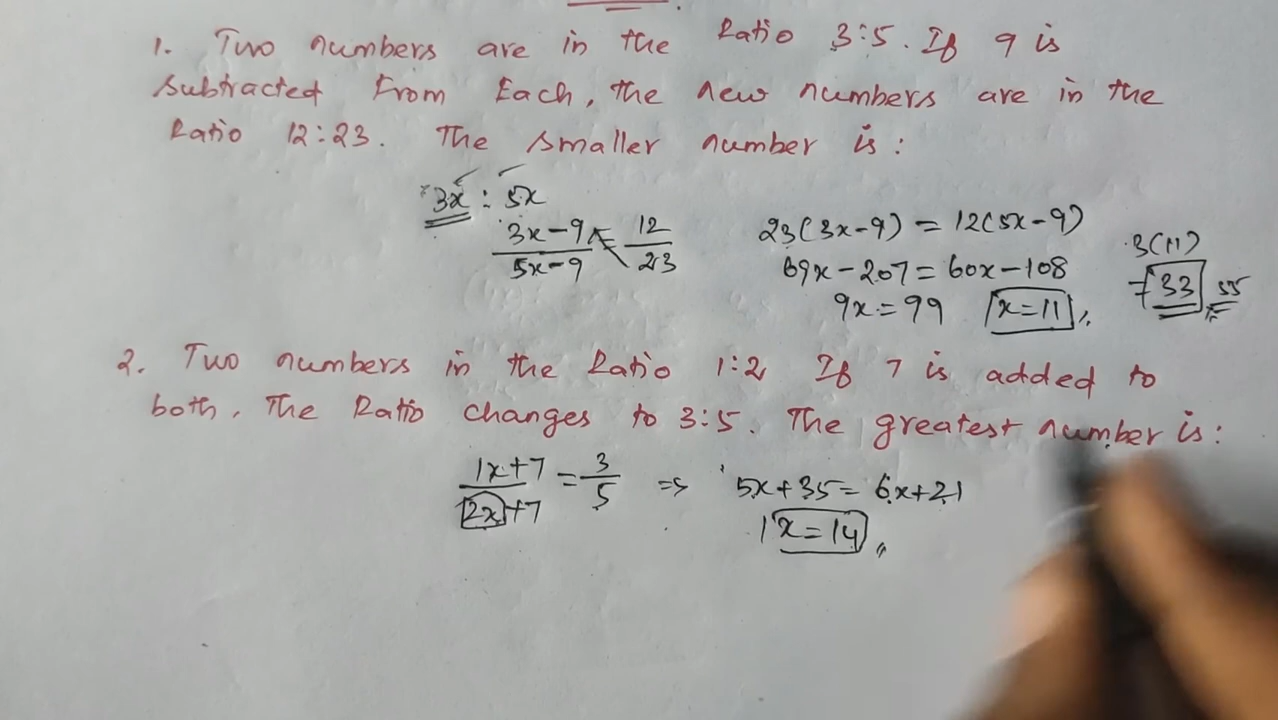 1. Two numbers are in the Ratio 3:5. If 9 is
subtracted From Each, the new numbers are in the
Ratio 12:23. The smaller number is:
3x : 5x
3x-9/5x-9 = 12/23
23(3x-9) = 12(5x-9)
69x-207 = 60x-108
9x = 99 x=11
3(11)
33 55
2. Two numbers in the Ratio 1:2 If 7 is added to
both, The Ratio changes to 3:5. The greatest number is:
1x+7/2x+7 = 3/5 => 5x+35 = 6x+21
1x=14